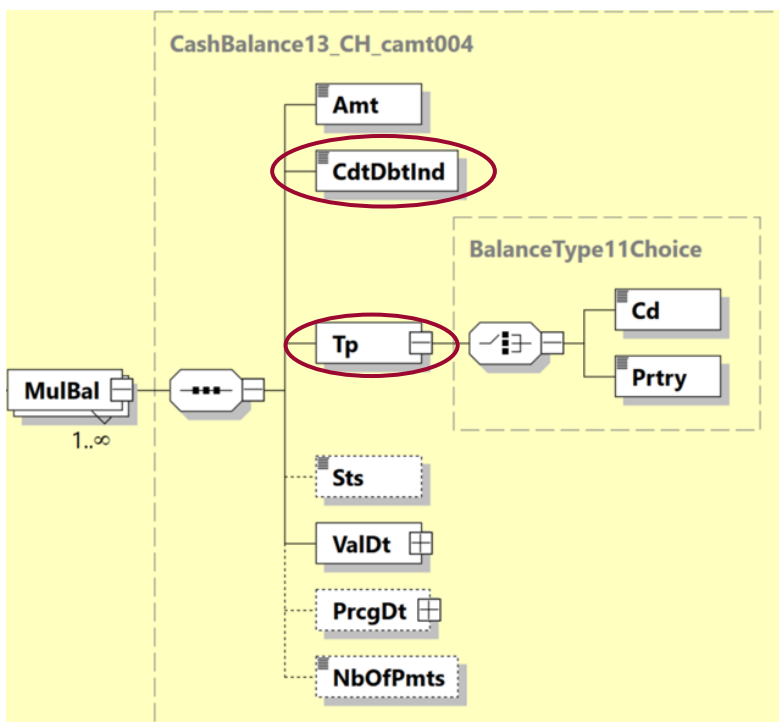 CashBalance13_CH_camt004
Amt
CdtDbtInd
BalanceType11Choice
Cd
Tp
Prtry
MulBal
1..∞
Sts
ValDt
PrcgDt
NbOfPmts